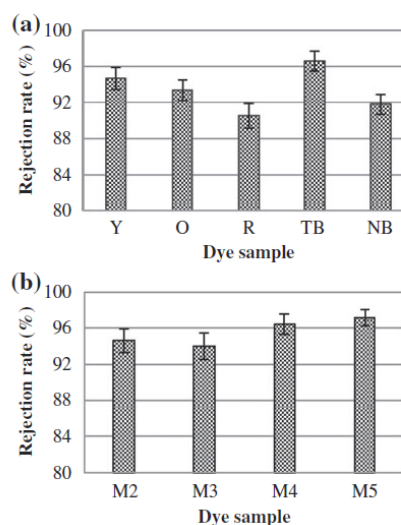 (a)
Rejection rate (%)
100
96
92
88
84
80
Y O R TB NB
Dye sample
(b)
Rejection rate (%)
100
96
92
88
84
80
M2 M3 M4 M5
Dye sample